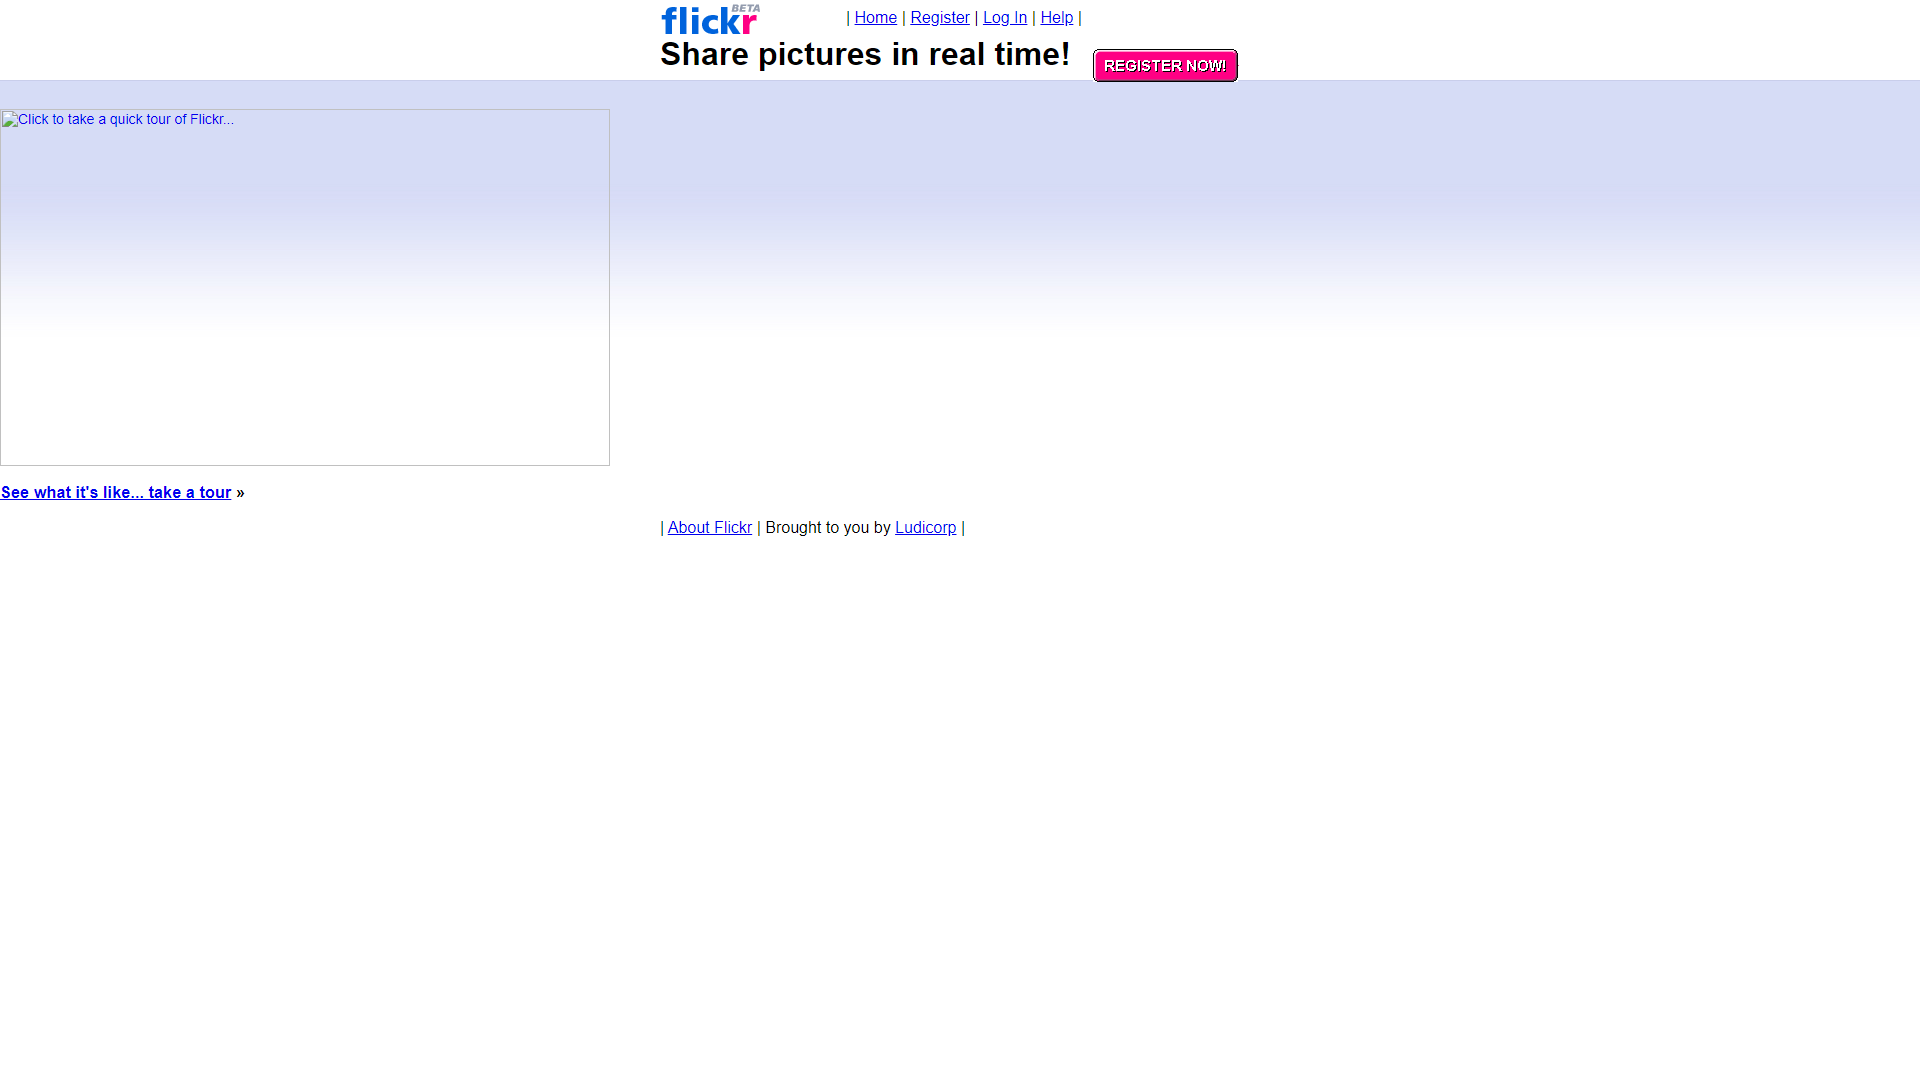 flickr BETA
| Home | Register | Log In | Help |
Share pictures in real time!
REGISTER NOW!
Click to take a quick tour of Flickr...
See what it's like... take a tour »
| About Flickr | Brought to you by Ludicorp |